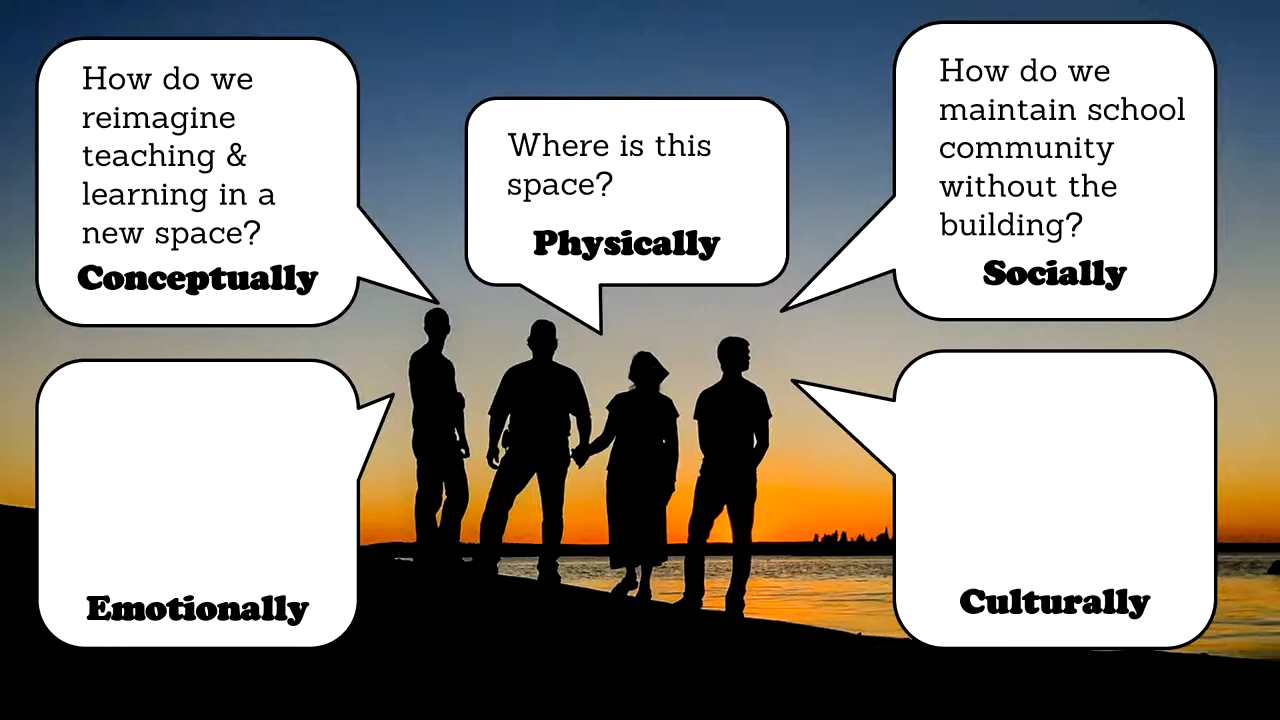 How do we
reimagine
teaching &
learning in a
new space?
Conceptually
Where is this
space?
Physically
How do we
maintain school
community
without the
building?
Socially
Emotionally
Culturally